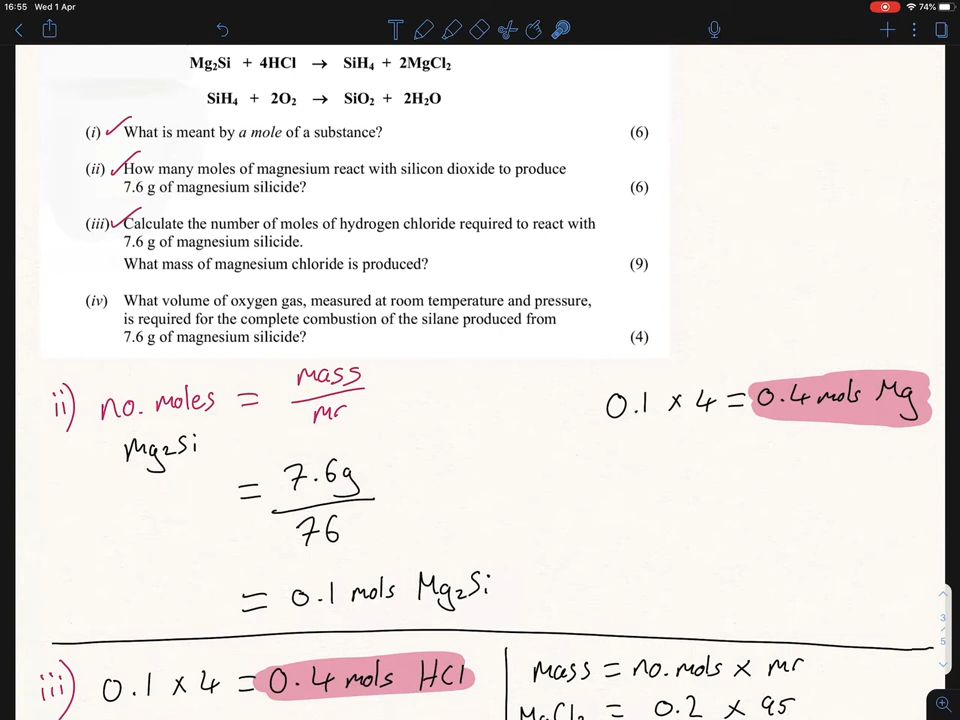 16:55 Wed 1 Apr
74%
Mg₂Si + 4HCl → SiH₄ + 2MgCl₂
SiH₄ + 2O₂ → SiO₂ + 2H₂O
(i) What is meant by a mole of a substance? (6)
(ii) How many moles of magnesium react with silicon dioxide to produce
7.6 g of magnesium silicide? (6)
(iii) Calculate the number of moles of hydrogen chloride required to react with
7.6 g of magnesium silicide.
What mass of magnesium chloride is produced? (9)
(iv) What volume of oxygen gas, measured at room temperature and pressure,
is required for the complete combustion of the silane produced from
7.6 g of magnesium silicide? (4)
ii) no. moles = mass / mr
Mg₂Si
= 7.6g / 76
= 0.1 mols Mg₂Si
0.1 × 4 = 0.4 mols Mg
iii) 0.1 × 4 = 0.4 mols HCl
mass = no. mols × mr
MgCl₂ = 0.2 × 95
3/5